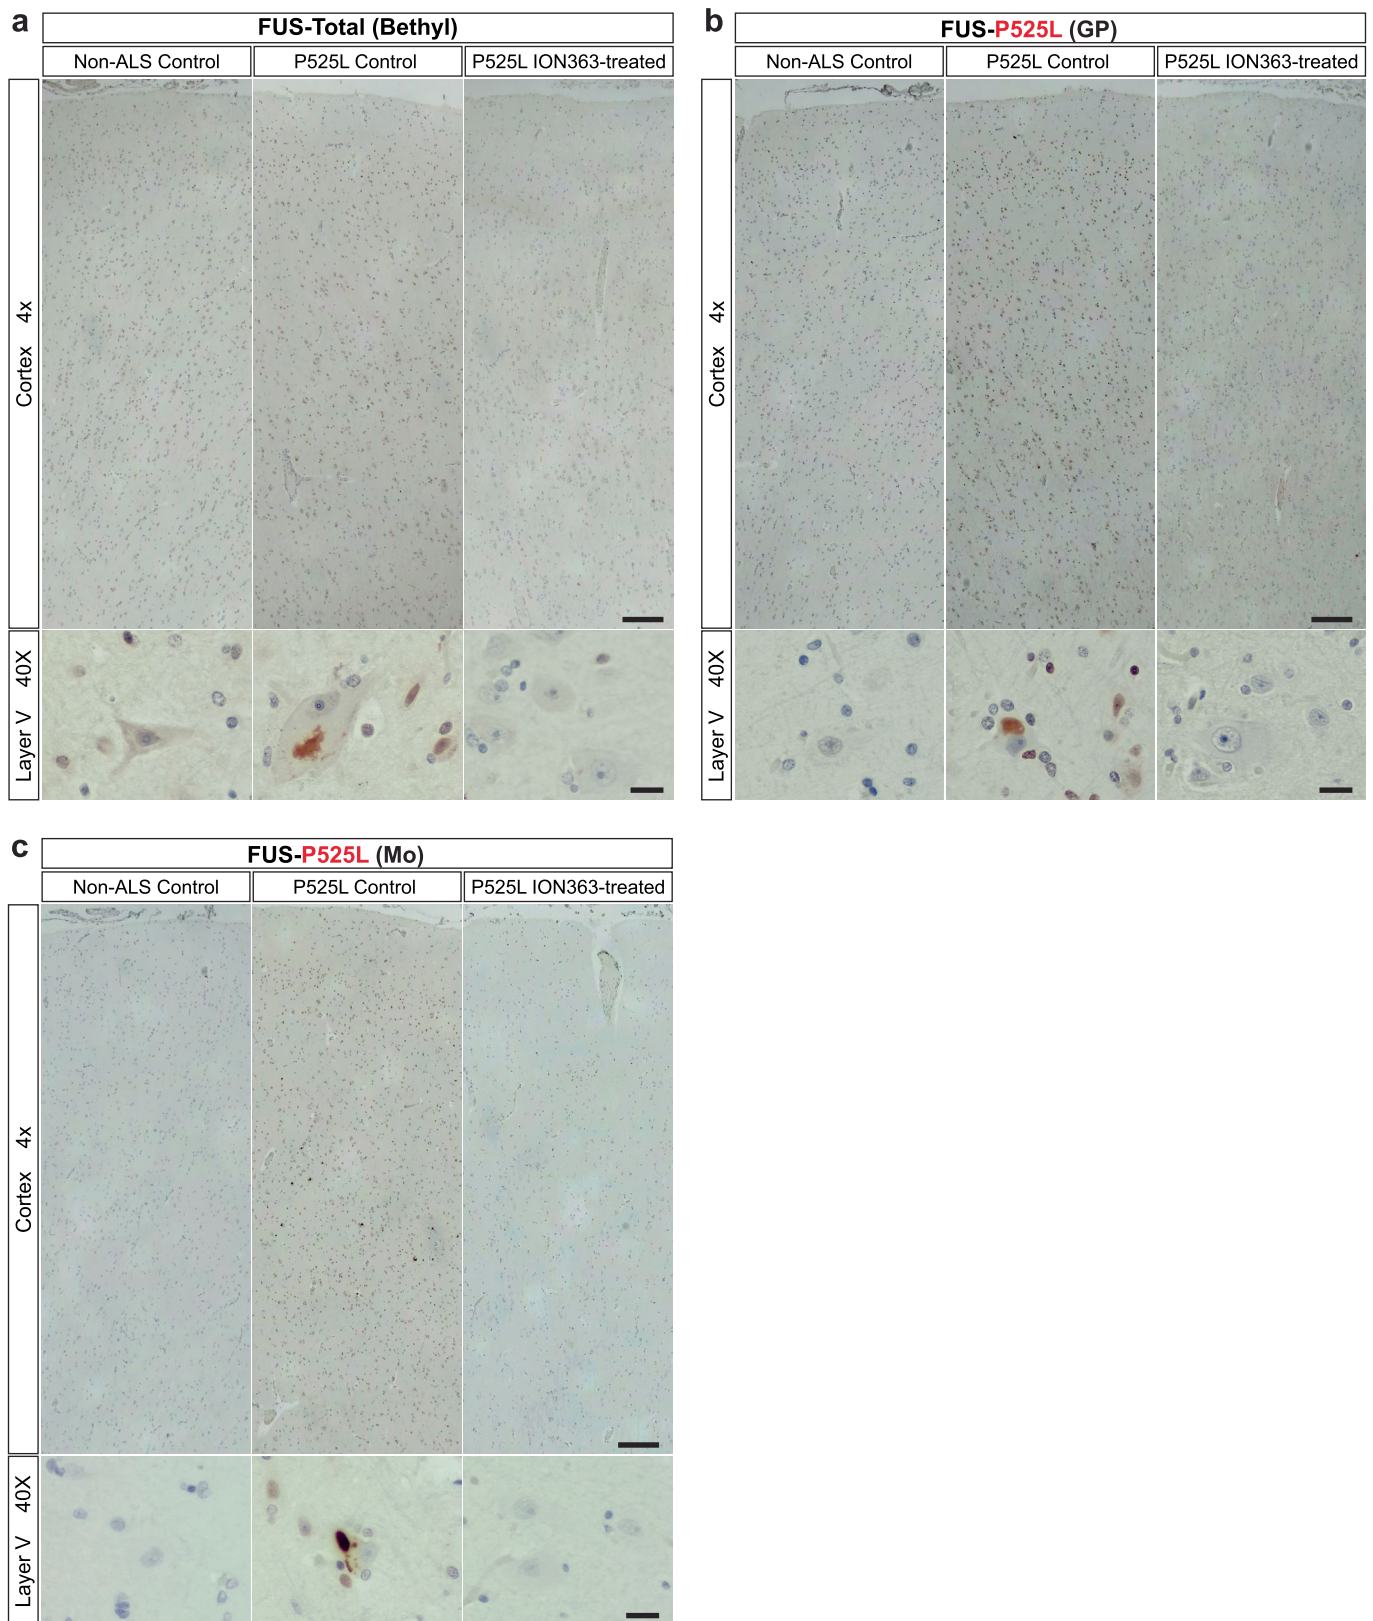 a
FUS-Total (Bethyl)
Non-ALS Control
P525L Control
P525L ION363-treated
Cortex 4x
Layer V 40X
b
FUS-P525L (GP)
Non-ALS Control
P525L Control
P525L ION363-treated
Cortex 4x
Layer V 40X
c
FUS-P525L (Mo)
Non-ALS Control
P525L Control
P525L ION363-treated
Cortex 4x
Layer V 40X